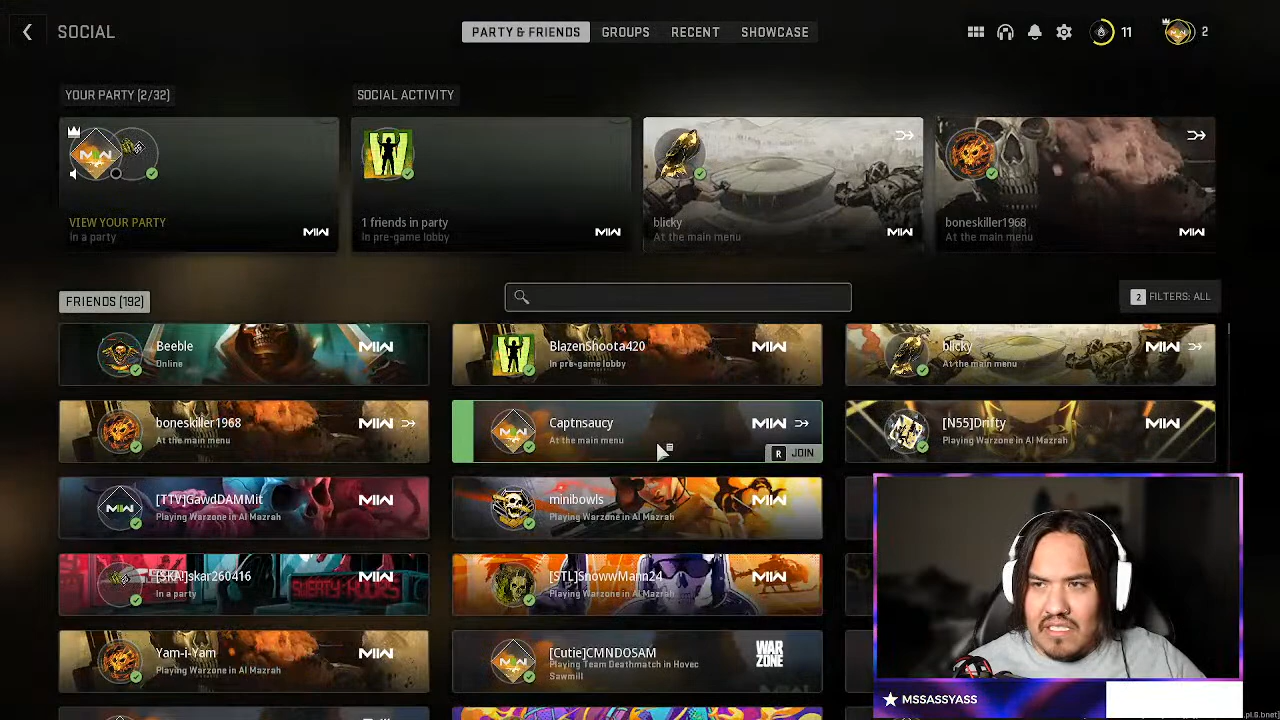 SOCIAL
PARTY & FRIENDS
GROUPS
RECENT
SHOWCASE
11
2
YOUR PARTY (2/32)
SOCIAL ACTIVITY
VIEW YOUR PARTY
In a party
MW
1 friends in party
In pre-game lobby
MW
blicky
At the main menu
MW
boneskiller1968
At the main menu
MW
FRIENDS (192)
2 FILTERS: ALL
Beeble
Online
MW
BlazenShoota420
In pre-game lobby
MW
blicky
At the main menu
MW
boneskiller1968
At the main menu
MW
Captnsaucy
At the main menu
MW
R JOIN
[N55]Drifty
Playing Warzone in Al Mazrah
MW
[TTV]GawdDAMMit
Playing Warzone in Al Mazrah
MW
minibowls
Playing Warzone in Al Mazrah
MW
[SKA!]skar260416
In a party
MW
SWEATY-HOLES
[STL]SnowwMann24
Playing Warzone in Al Mazrah
MW
Yam-i-Yam
Playing Warzone in Al Mazrah
MW
[Cutie]CMNDOSAM
Playing Team Deathmatch in Hovec
Sawmill
WAR
ZONE
MSSASSYASS